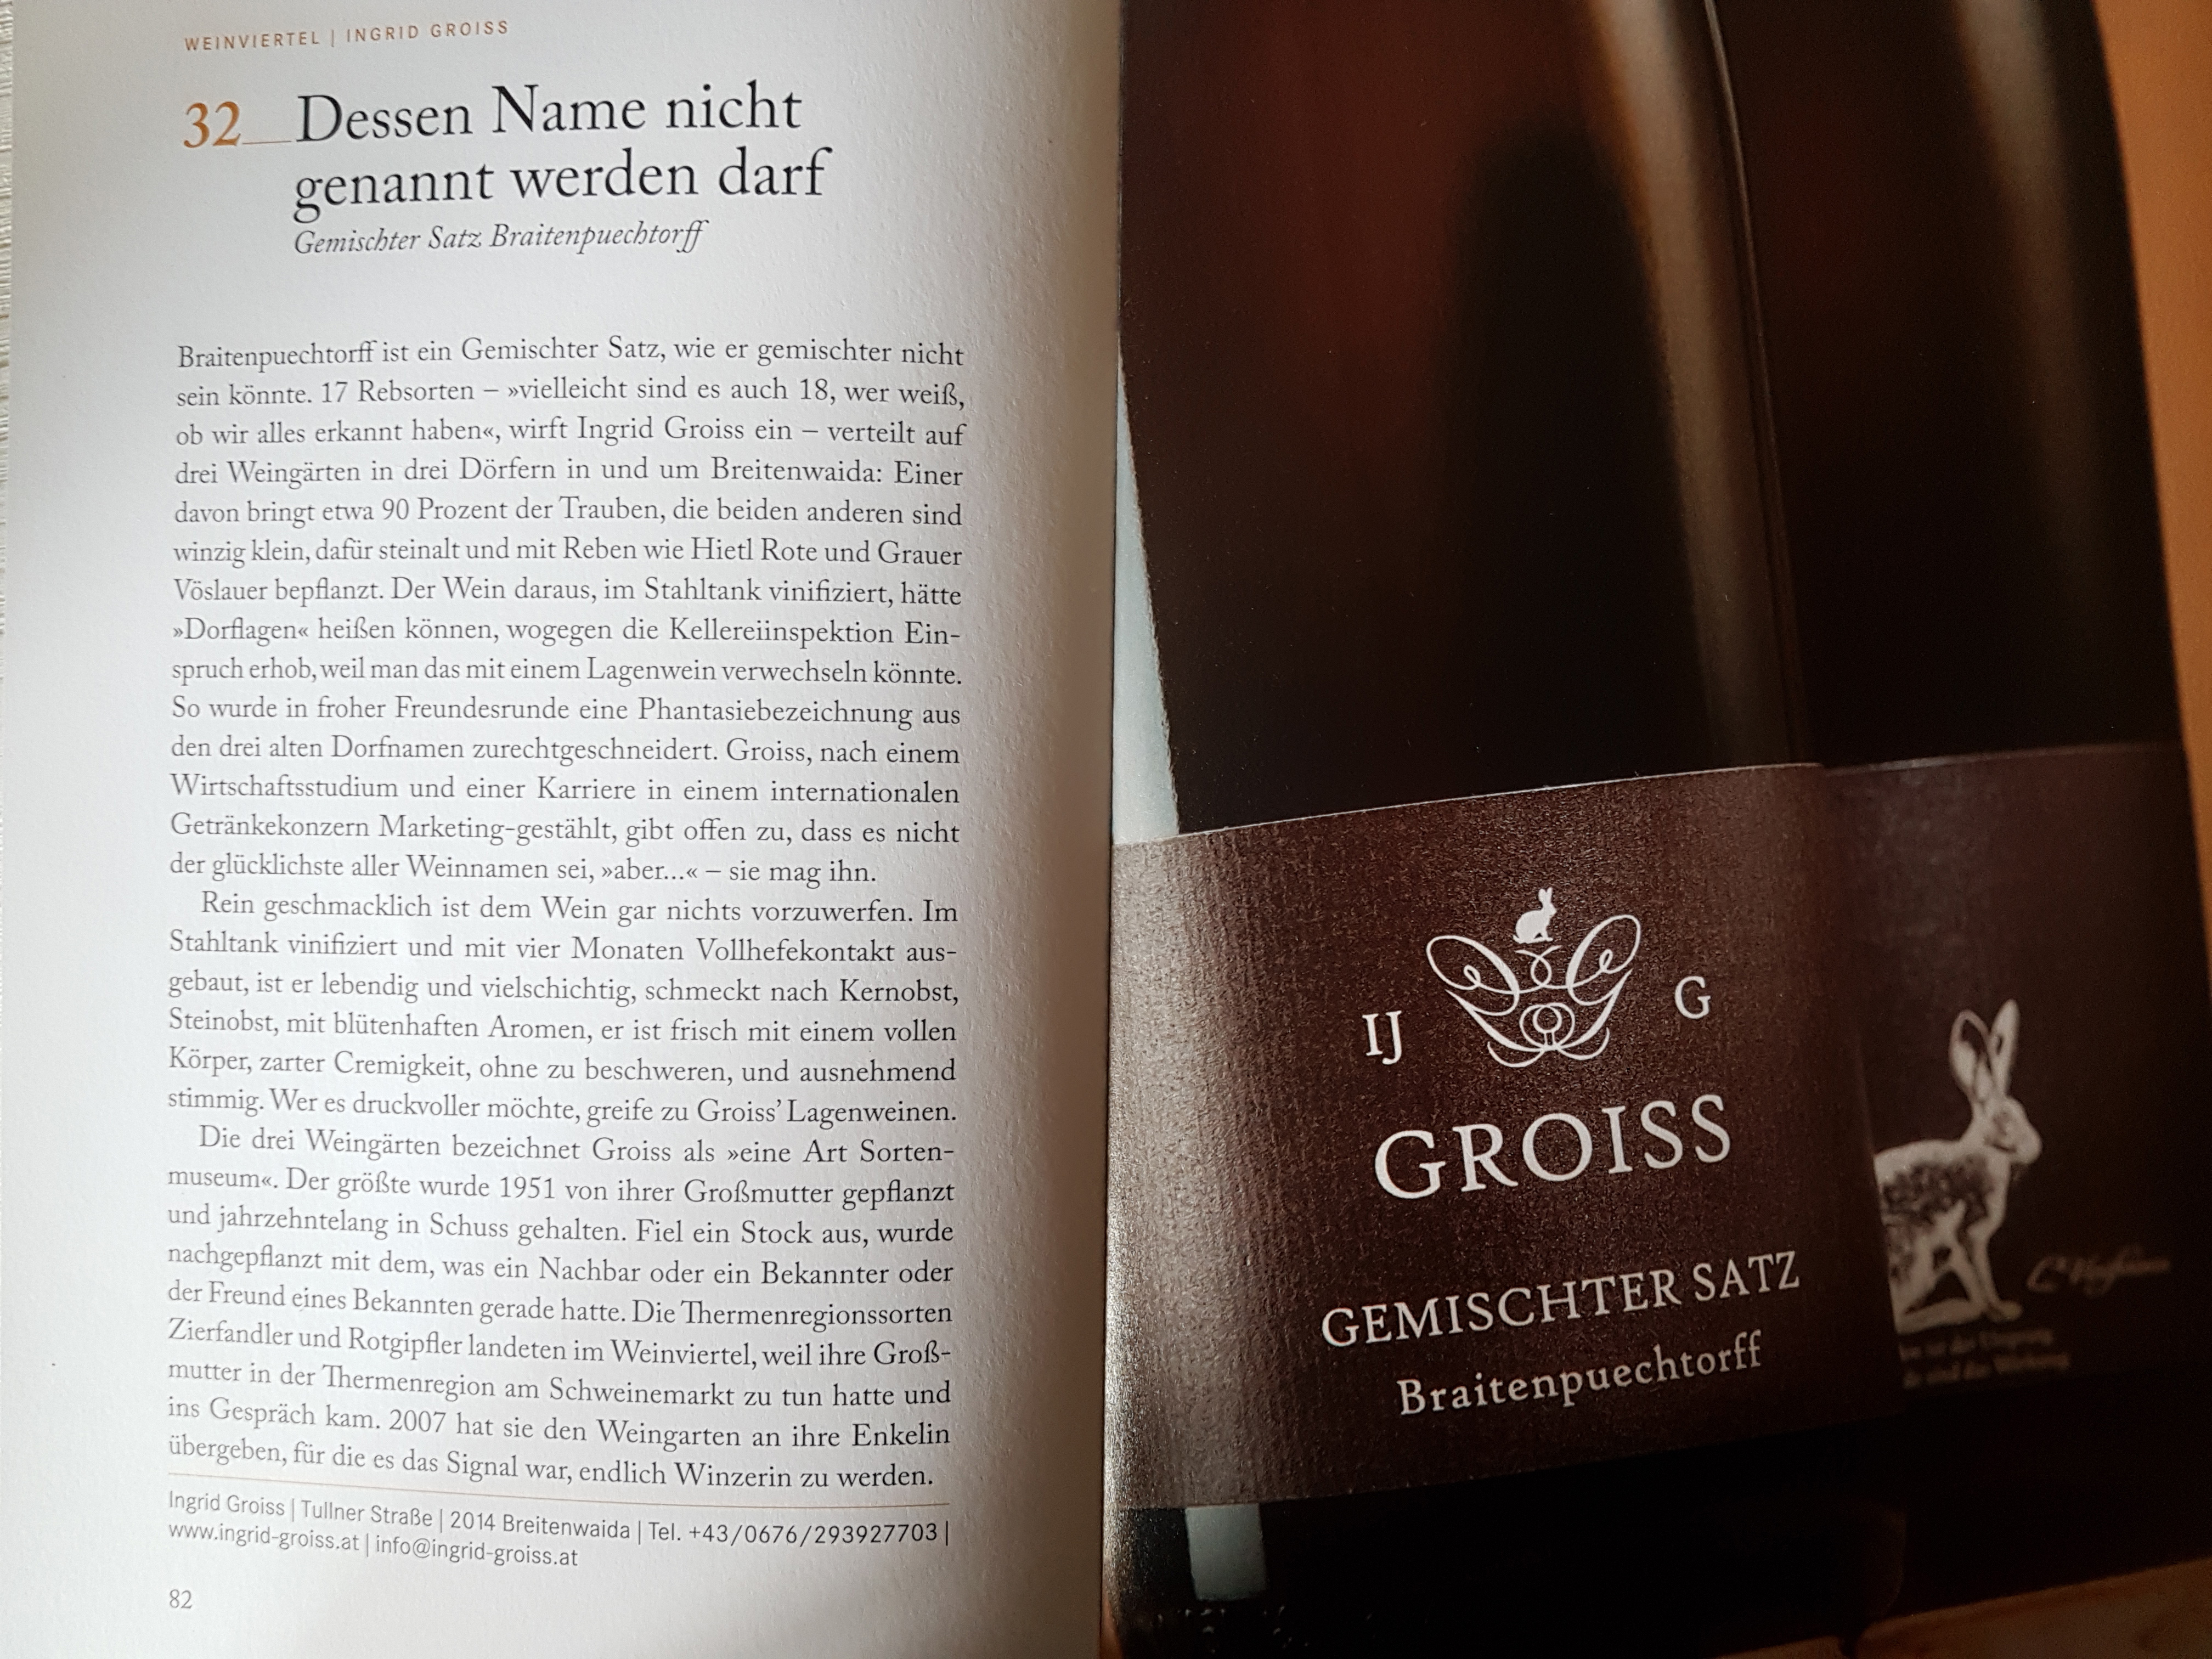 WEINVIERTEL | INGRID GROISS
32 Dessen Name nicht
genannt werden darf
Gemischter Satz Braitenpuechtorff
Braitenpuechtorff ist ein Gemischter Satz, wie er gemischter nicht
sein könnte. 17 Rebsorten – »vielleicht sind es auch 18, wer weiß,
ob wir alles erkannt haben«, wirft Ingrid Groiss ein – verteilt auf
drei Weingärten in drei Dörfern in und um Breitenwaida: Einer
davon bringt etwa 90 Prozent der Trauben, die beiden anderen sind
winzig klein, dafür steinalt und mit Reben wie Hietl Rote und Grauer
Vöslauer bepflanzt. Der Wein daraus, im Stahltank vinifiziert, hätte
»Dorflagen« heißen können, wogegen die Kellereiinspektion Ein-
spruch erhob, weil man das mit einem Lagenwein verwechseln könnte.
So wurde in froher Freundesrunde eine Phantasiebezeichnung aus
den drei alten Dorfnamen zurechtgeschneidert. Groiss, nach einem
Wirtschaftsstudium und einer Karriere in einem internationalen
Getränkekonzern Marketing-gestählt, gibt offen zu, dass es nicht
der glücklichste aller Weinnamen sei, »aber...« – sie mag ihn.
Rein geschmacklich ist dem Wein gar nichts vorzuwerfen. Im
Stahltank vinifiziert und mit vier Monaten Vollhefekontakt aus-
gebaut, ist er lebendig und vielschichtig, schmeckt nach Kernobst,
Steinobst, mit blütenhaften Aromen, er ist frisch mit einem vollen
Körper, zarter Cremigkeit, ohne zu beschweren, und ausnehmend
stimmig. Wer es druckvoller möchte, greife zu Groiss' Lagenweinen.
Die drei Weingärten bezeichnet Groiss als »eine Art Sorten-
museum«. Der größte wurde 1951 von ihrer Großmutter gepflanzt
und jahrzehntelang in Schuss gehalten. Fiel ein Stock aus, wurde
nachgepflanzt mit dem, was ein Nachbar oder ein Bekannter oder
der Freund eines Bekannten gerade hatte. Die Thermenregionssorten
Zierfandler und Rotgipfler landeten im Weinviertel, weil ihre Groß-
mutter in der Thermenregion am Schweinemarkt zu tun hatte und
ins Gespräch kam. 2007 hat sie den Weingarten an ihre Enkelin
übergeben, für die es das Signal war, endlich Winzerin zu werden.
Ingrid Groiss | Tullner Straße | 2014 Breitenwaida | Tel. +43/0676/293927703 |
www.ingrid-groiss.at | info@ingrid-groiss.at
82
IJ G
GROISS
GEMISCHTER SATZ
Braitenpuechtorff